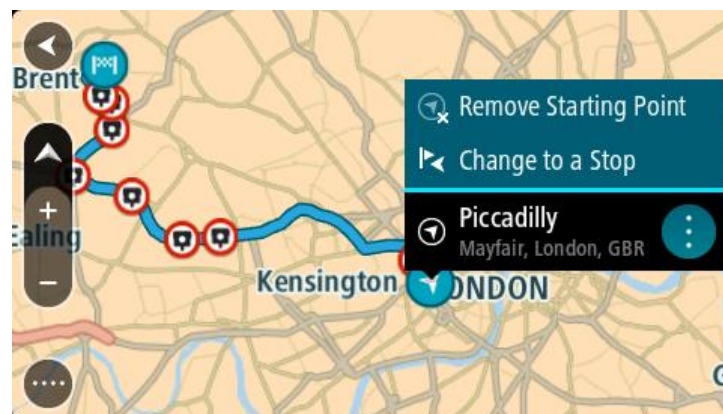 Brent
Remove Starting Point
Change to a Stop
+
Ealing
Piccadilly
Mayfair, London, GBR
−
Kensington
ONDON
G